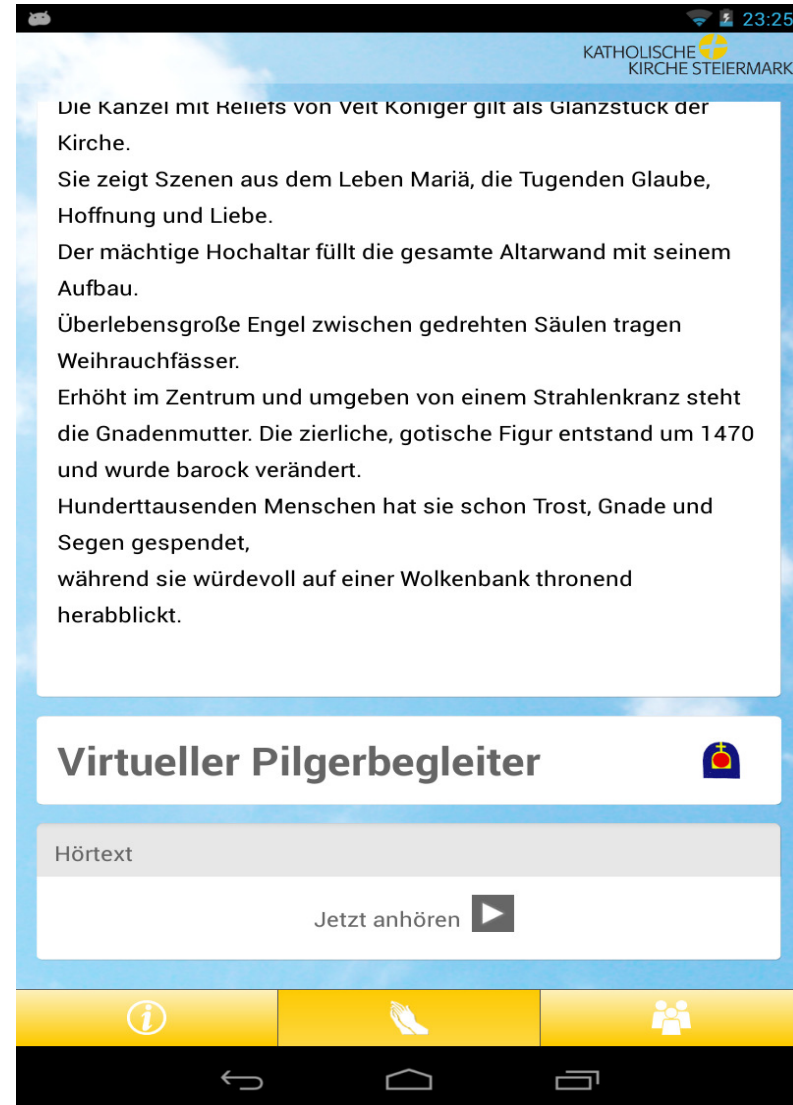 23:25
KATHOLISCHE
KIRCHE STEIERMARK
Die Kanzel mit Reliefs von Veit Königer gilt als Glanzstück der
Kirche.
Sie zeigt Szenen aus dem Leben Mariä, die Tugenden Glaube,
Hoffnung und Liebe.
Der mächtige Hochaltar füllt die gesamte Altarwand mit seinem
Aufbau.
Überlebensgroße Engel zwischen gedrehten Säulen tragen
Weihrauchfässer.
Erhöht im Zentrum und umgeben von einem Strahlenkranz steht
die Gnadenmutter. Die zierliche, gotische Figur entstand um 1470
und wurde barock verändert.
Hunderttausenden Menschen hat sie schon Trost, Gnade und
Segen gespendet,
während sie würdevoll auf einer Wolkenbank thronend
herabblickt.
Virtueller Pilgerbegleiter
Hörtext
Jetzt anhören